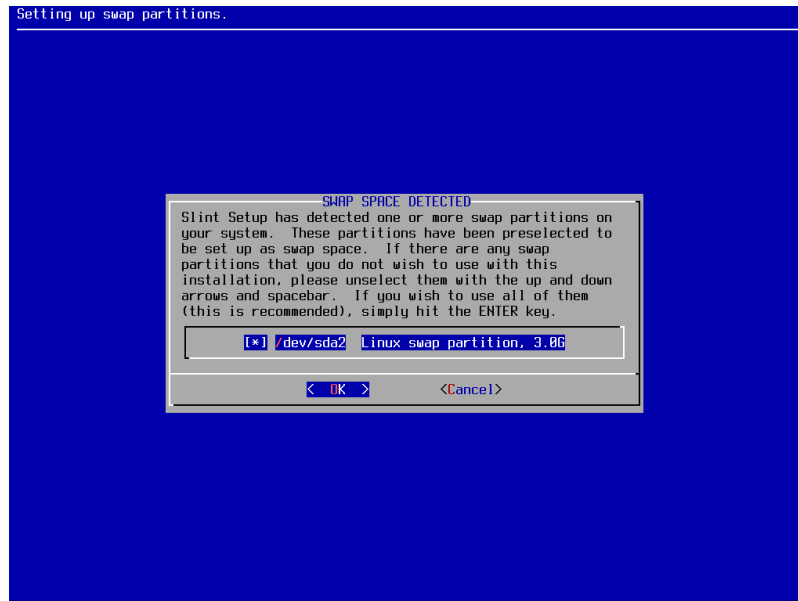 Setting up swap partitions.
SWAP SPACE DETECTED
Slint Setup has detected one or more swap partitions on
your system.  These partitions have been preselected to
be set up as swap space.  If there are any swap
partitions that you do not wish to use with this
installation, please unselect them with the up and down
arrows and spacebar.  If you wish to use all of them
(this is recommended), simply hit the ENTER key.
[*] /dev/sda2  Linux swap partition, 3.0G
<  OK  >        <Cancel>